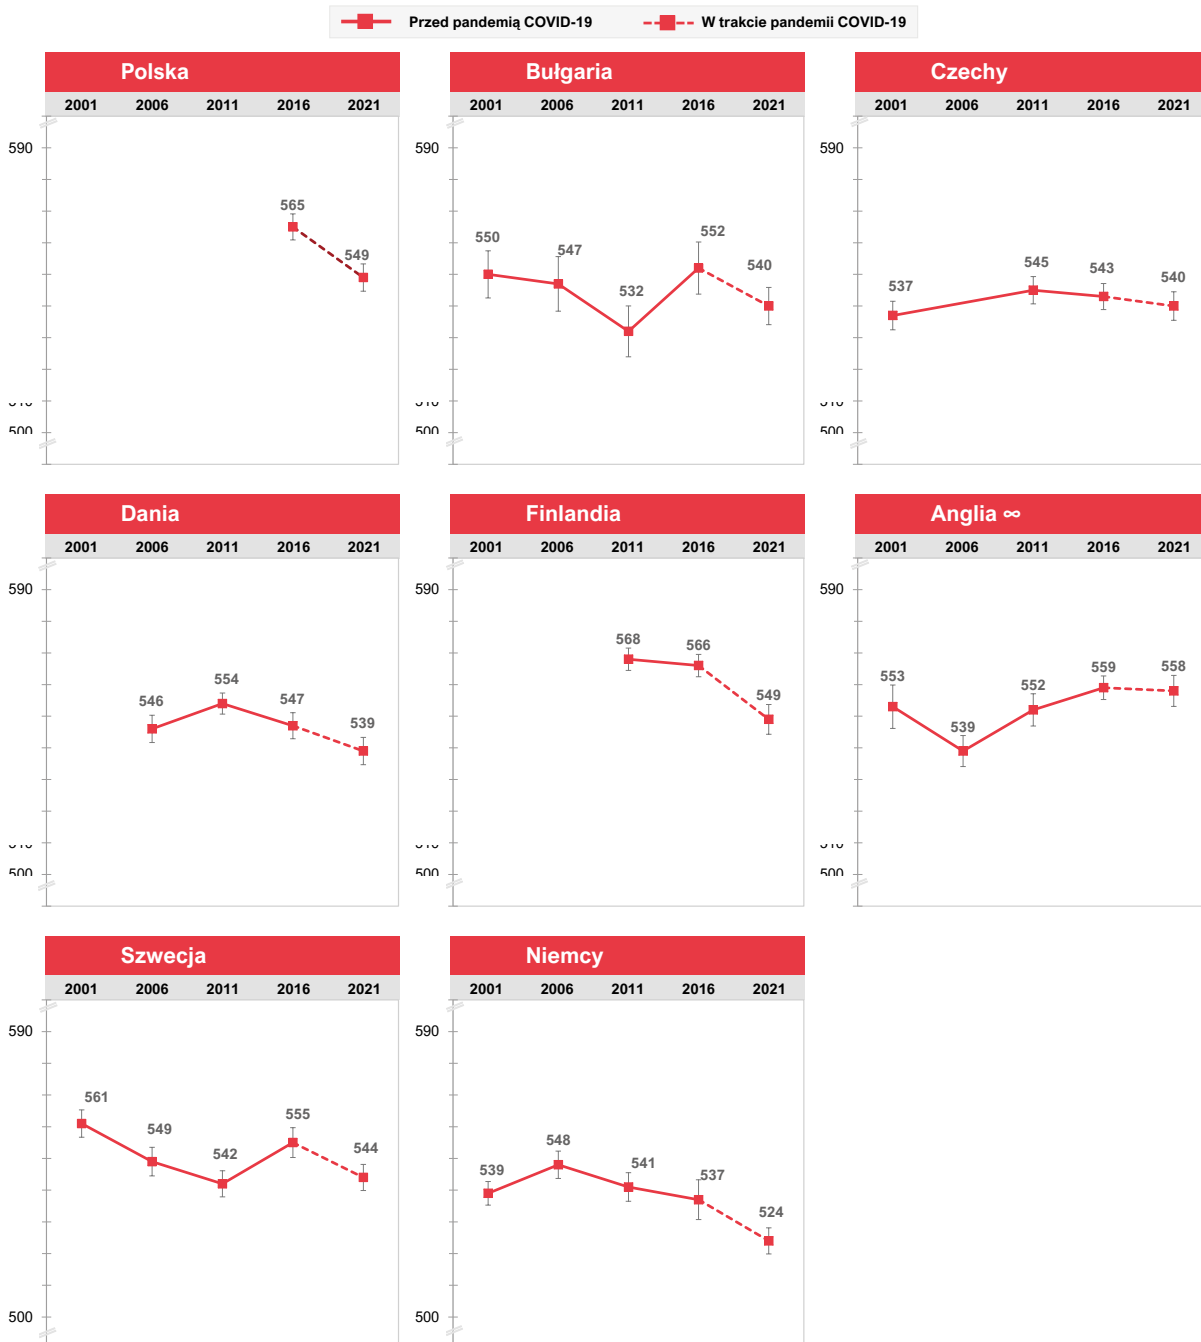 Przed pandemią COVID-19 W trakcie pandemii COVID-19
Polska Bułgaria Czechy
2001 2006 2011 2016 2021 2001 2006 2011 2016 2021 2001 2006 2011 2016 2021
590 590 590
565 549
550 547 532 552 540
537 545 543 540
500 500 500
Dania Finlandia Anglia ∞
2001 2006 2011 2016 2021 2001 2006 2011 2016 2021 2001 2006 2011 2016 2021
590 590 590
546 554 547 539
568 566 549
553 539 552 559 558
500 500 500
Szwecja Niemcy
2001 2006 2011 2016 2021 2001 2006 2011 2016 2021
590 590
561 549 542 555 544
539 548 541 537 524
500 500